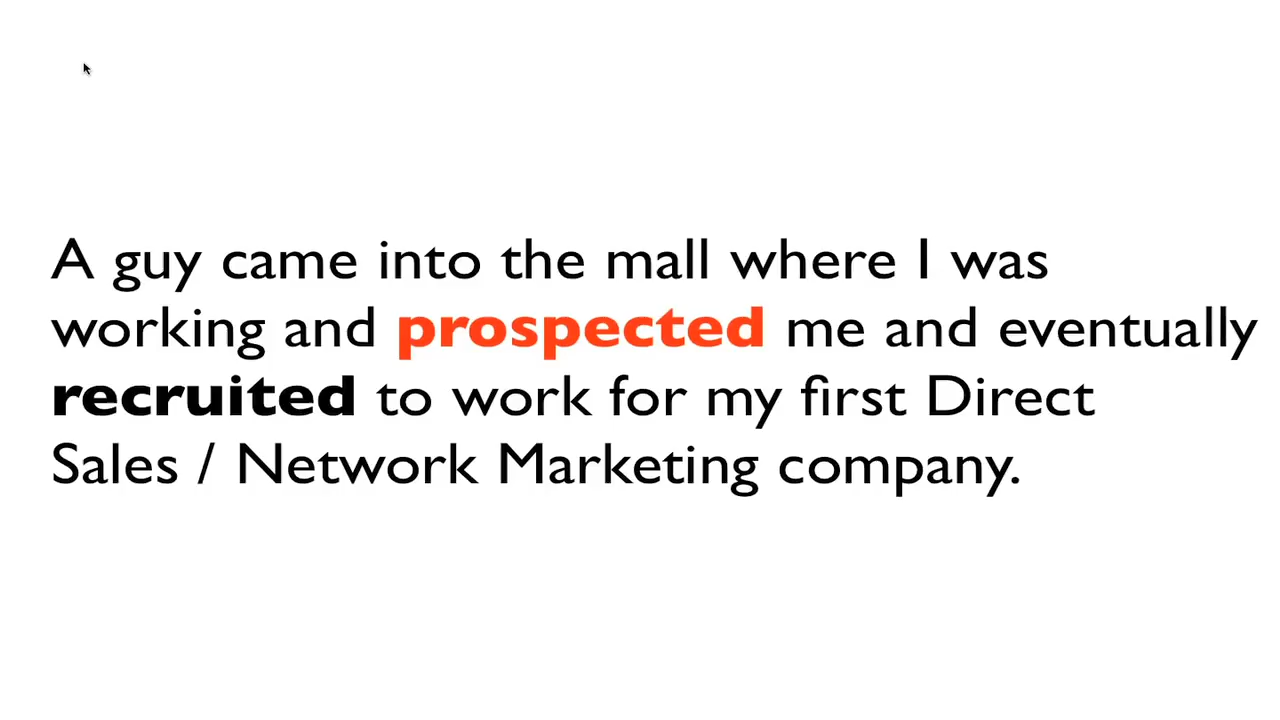 A guy came into the mall where I was
working and prospected me and eventually
recruited to work for my first Direct
Sales / Network Marketing company.